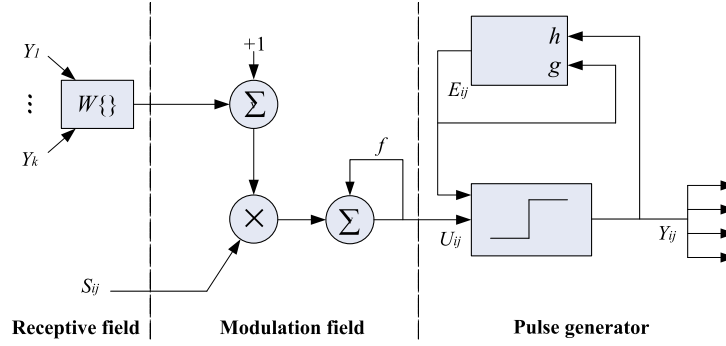 +1
h
Y1
g
Eij
W{}
Σ
⋮
Yk
f
×
Σ
Uij
Yij
Sij
Receptive field
Modulation field
Pulse generator